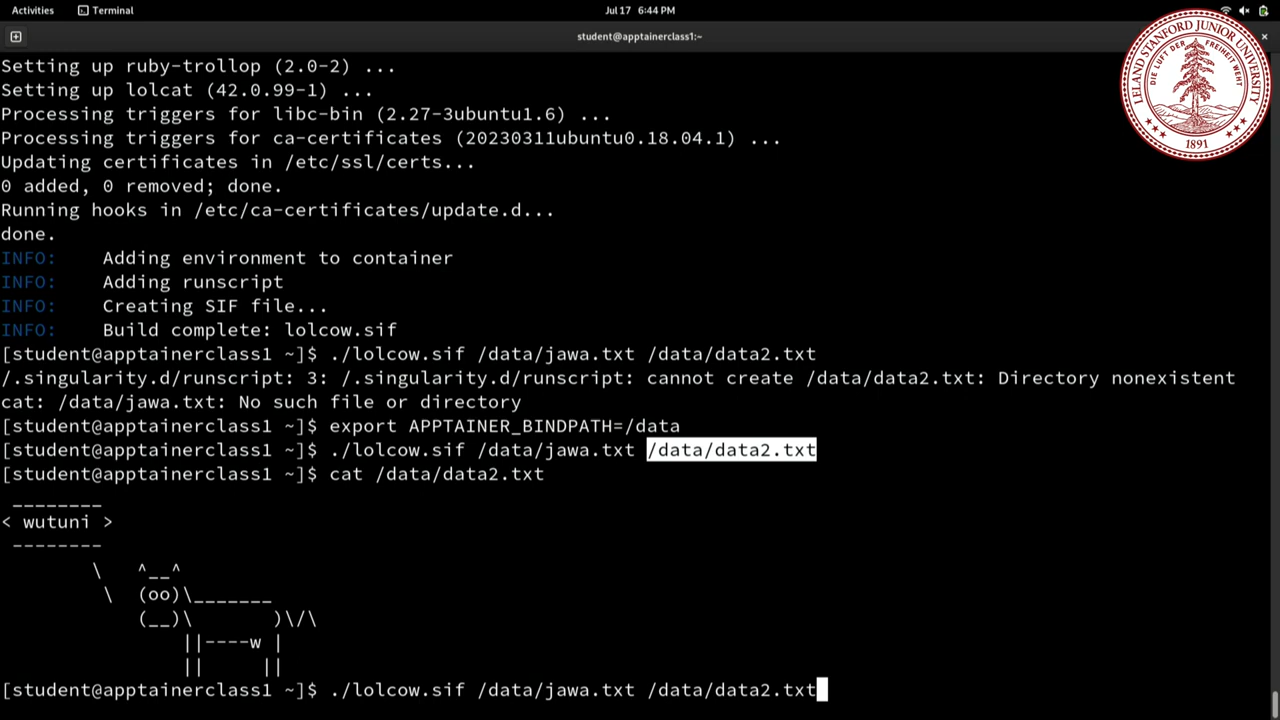 Activities Terminal Jul 17 6:44 PM
student@apptainerclass1:~
LELAND STANFORD JUNIOR UNIVERSITY
DIE LUFT DER FREIHEIT WEHT
1891
Setting up ruby-trollop (2.0-2) ...
Setting up lolcat (42.0.99-1) ...
Processing triggers for libc-bin (2.27-3ubuntu1.6) ...
Processing triggers for ca-certificates (20230311ubuntu0.18.04.1) ...
Updating certificates in /etc/ssl/certs...
0 added, 0 removed; done.
Running hooks in /etc/ca-certificates/update.d...
done.
INFO:    Adding environment to container
INFO:    Adding runscript
INFO:    Creating SIF file...
INFO:    Build complete: lolcow.sif
[student@apptainerclass1 ~]$ ./lolcow.sif /data/jawa.txt /data/data2.txt
/.singularity.d/runscript: 3: /.singularity.d/runscript: cannot create /data/data2.txt: Directory nonexistent
cat: /data/jawa.txt: No such file or directory
[student@apptainerclass1 ~]$ export APPTAINER_BINDPATH=/data
[student@apptainerclass1 ~]$ ./lolcow.sif /data/jawa.txt /data/data2.txt
[student@apptainerclass1 ~]$ cat /data/data2.txt
 ________
< wutuni >
 --------
        \   ^__^
         \  (oo)\_______
            (__)\       )\/\
                ||----w |
                ||     ||
[student@apptainerclass1 ~]$ ./lolcow.sif /data/jawa.txt /data/data2.txt